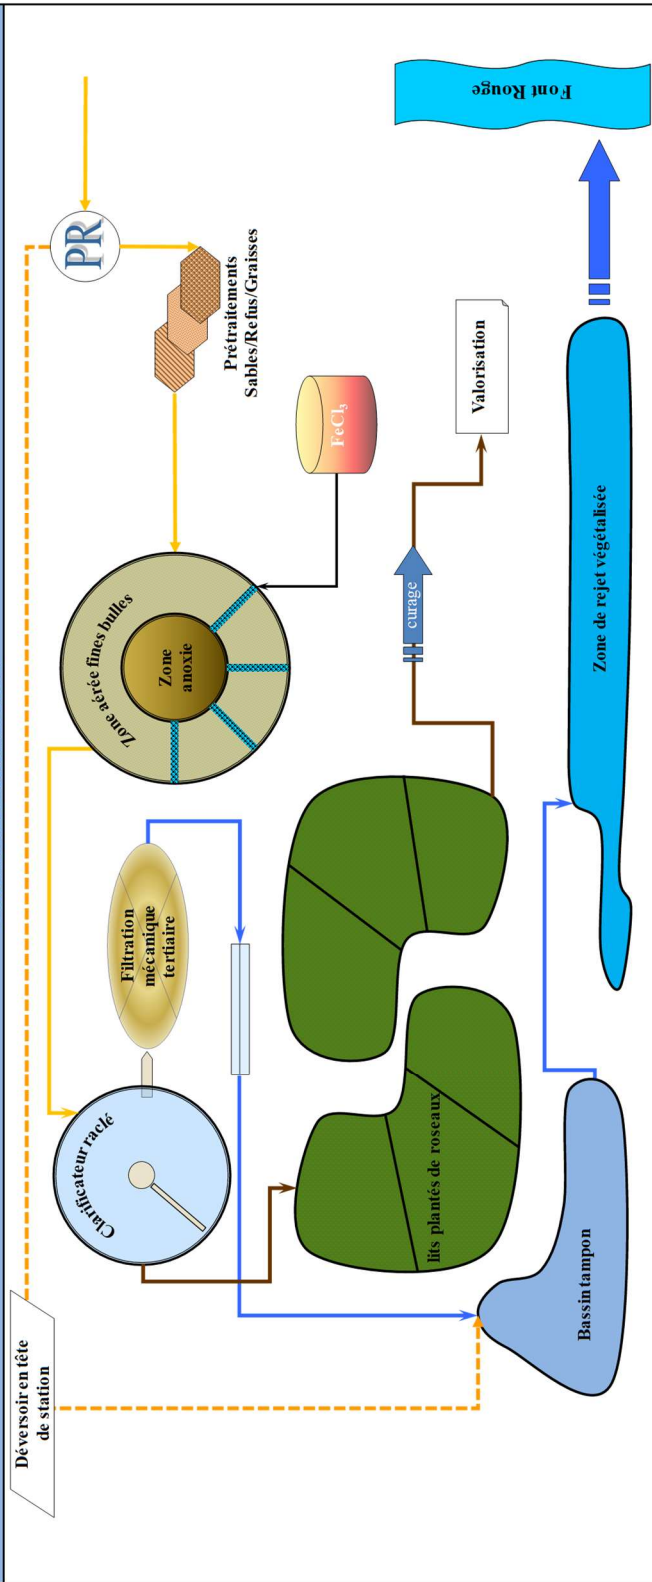 Déversoir en tête
de station
PR
Prétraitements
Sables/Refus/Graisses
Zone aérée fines bulles
Zone
anoxie
FeCl3
Clarificateur raclé
Filtration
mécanique
tertiaire
lits plantés de roseaux
curage
Valorisation
Bassin tampon
Zone de rejet végétalisée
Font Rouge